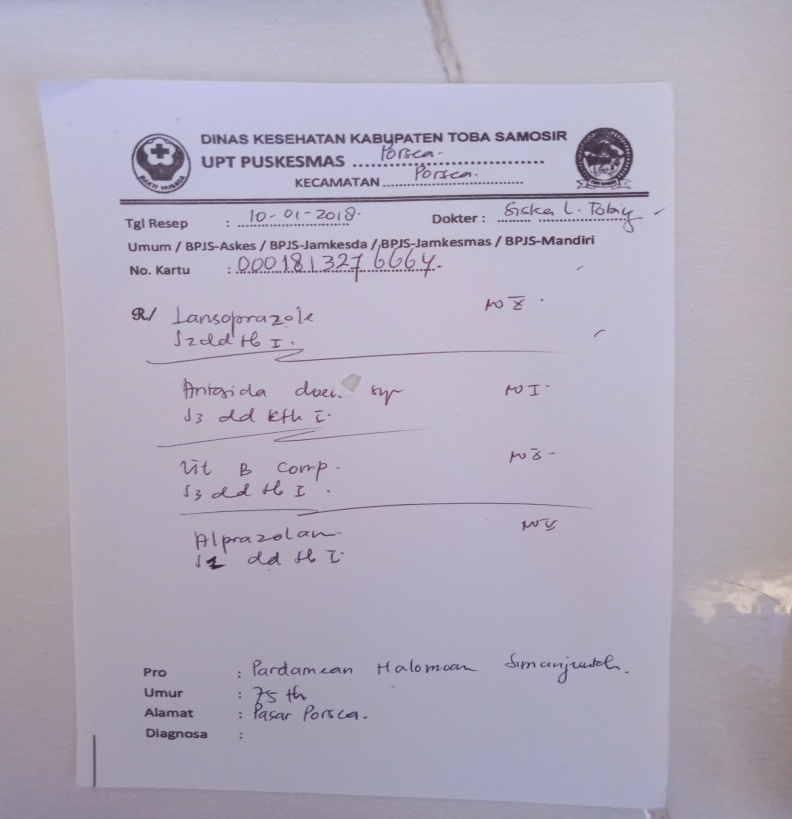 DINAS KESEHATAN KABUPATEN TOBA SAMOSIR
UPT PUSKESMAS Porsea.
KECAMATAN Porsea.
BAKTI HUSADA
Tgl Resep : 10-01-2018. Dokter : Siska L. Tobing
Umum / BPJS-Askes / BPJS-Jamkesda / BPJS-Jamkesmas / BPJS-Mandiri
No. Kartu : 0001813276664.
R/ Lansoprazole No X.
S2dd tb I.
Antasida doen syr No I.
S3 dd cth I.
Vit B Comp.
S3 dd tb I.
Alprazolam
dd tb I.
Pro : Pardamean Halomoan Simanjuntak.
Umur : 75 th
Alamat : Pasar Porsea.
Diagnosa :